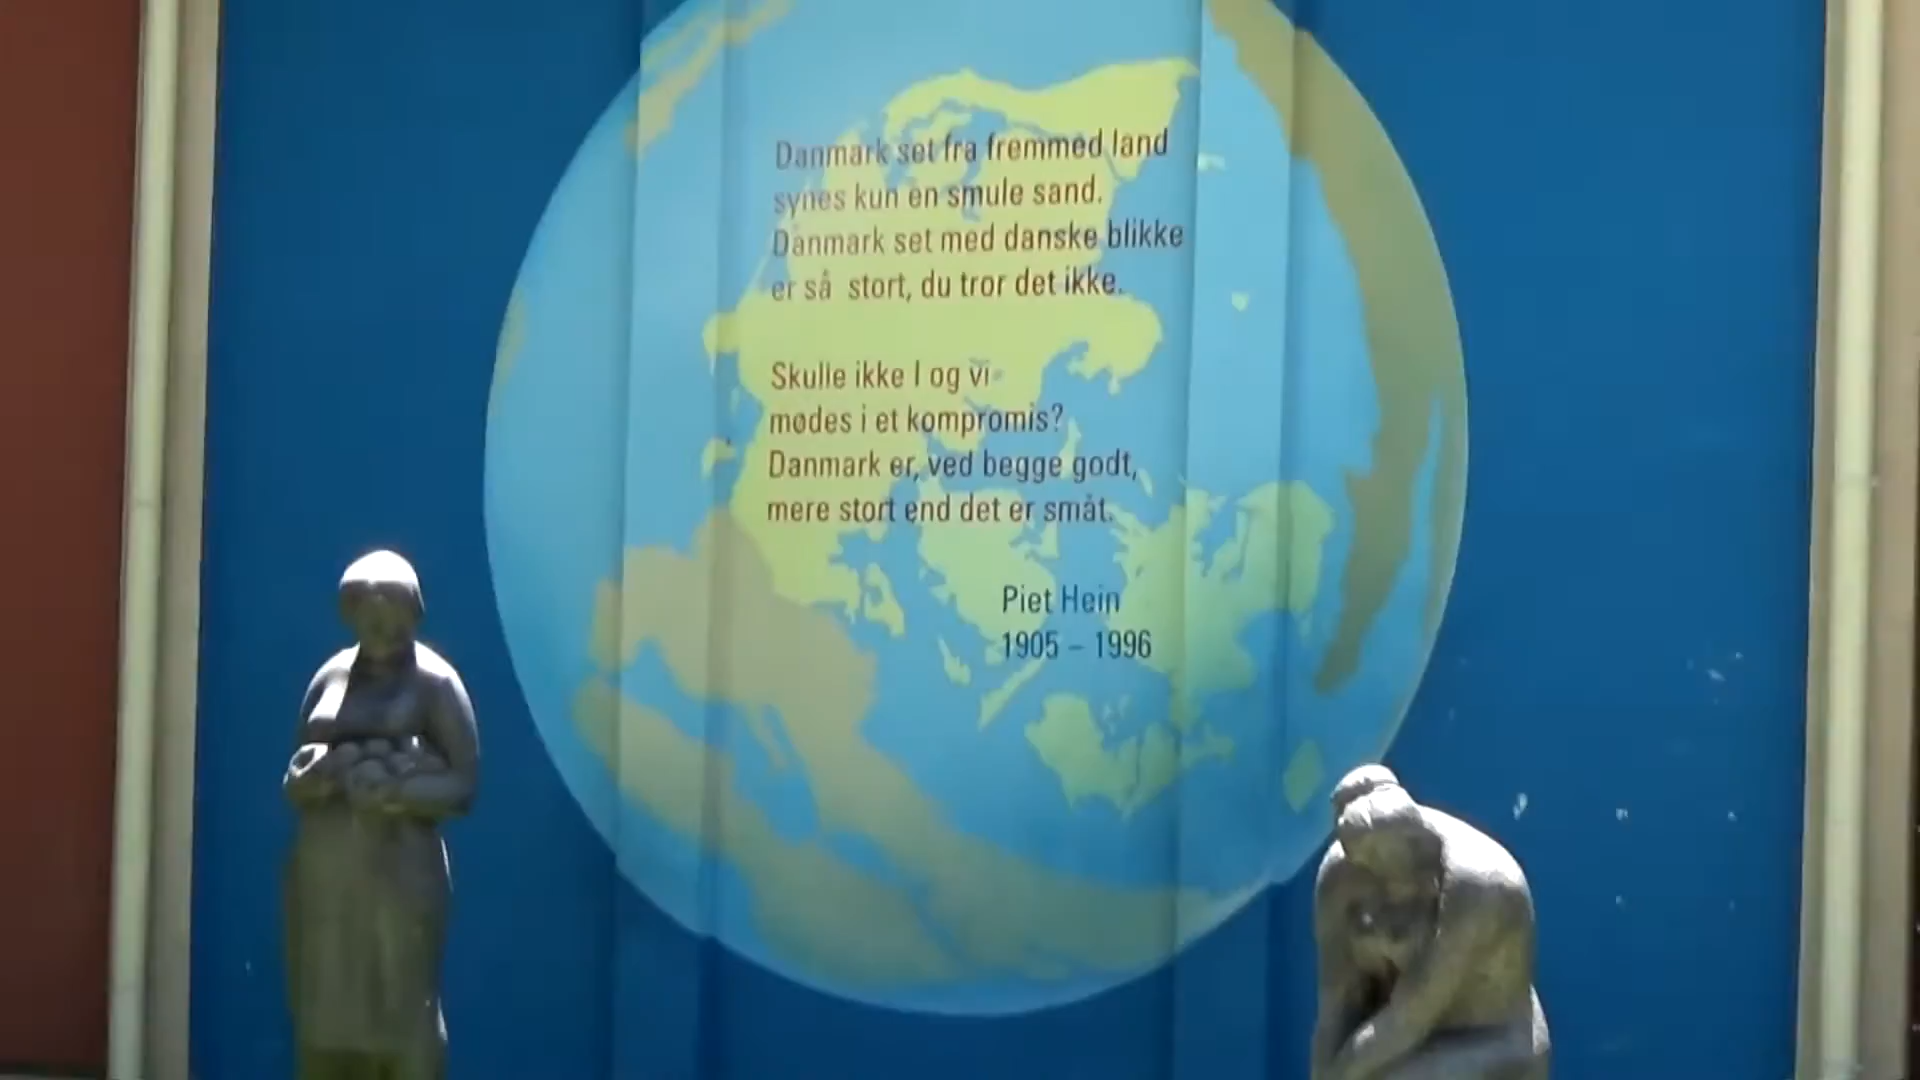 Danmark set fra fremmed land
synes kun en smule sand.
Danmark set med danske blikke
er så stort, du tror det ikke.
Skulle ikke I og vi
mødes i et kompromis?
Danmark er, ved begge godt,
mere stort end det er småt.
Piet Hein
1905 – 1996